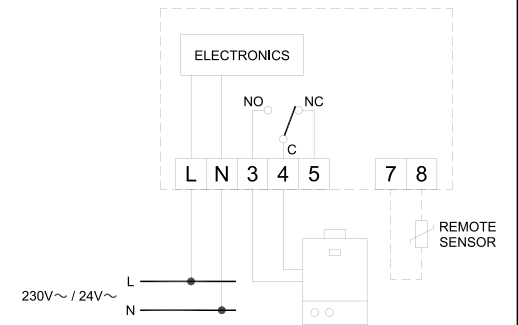 ELECTRONICS
NO
NC
C
L N 3 4 5 7 8
REMOTE
SENSOR
L
230V~ / 24V~
N